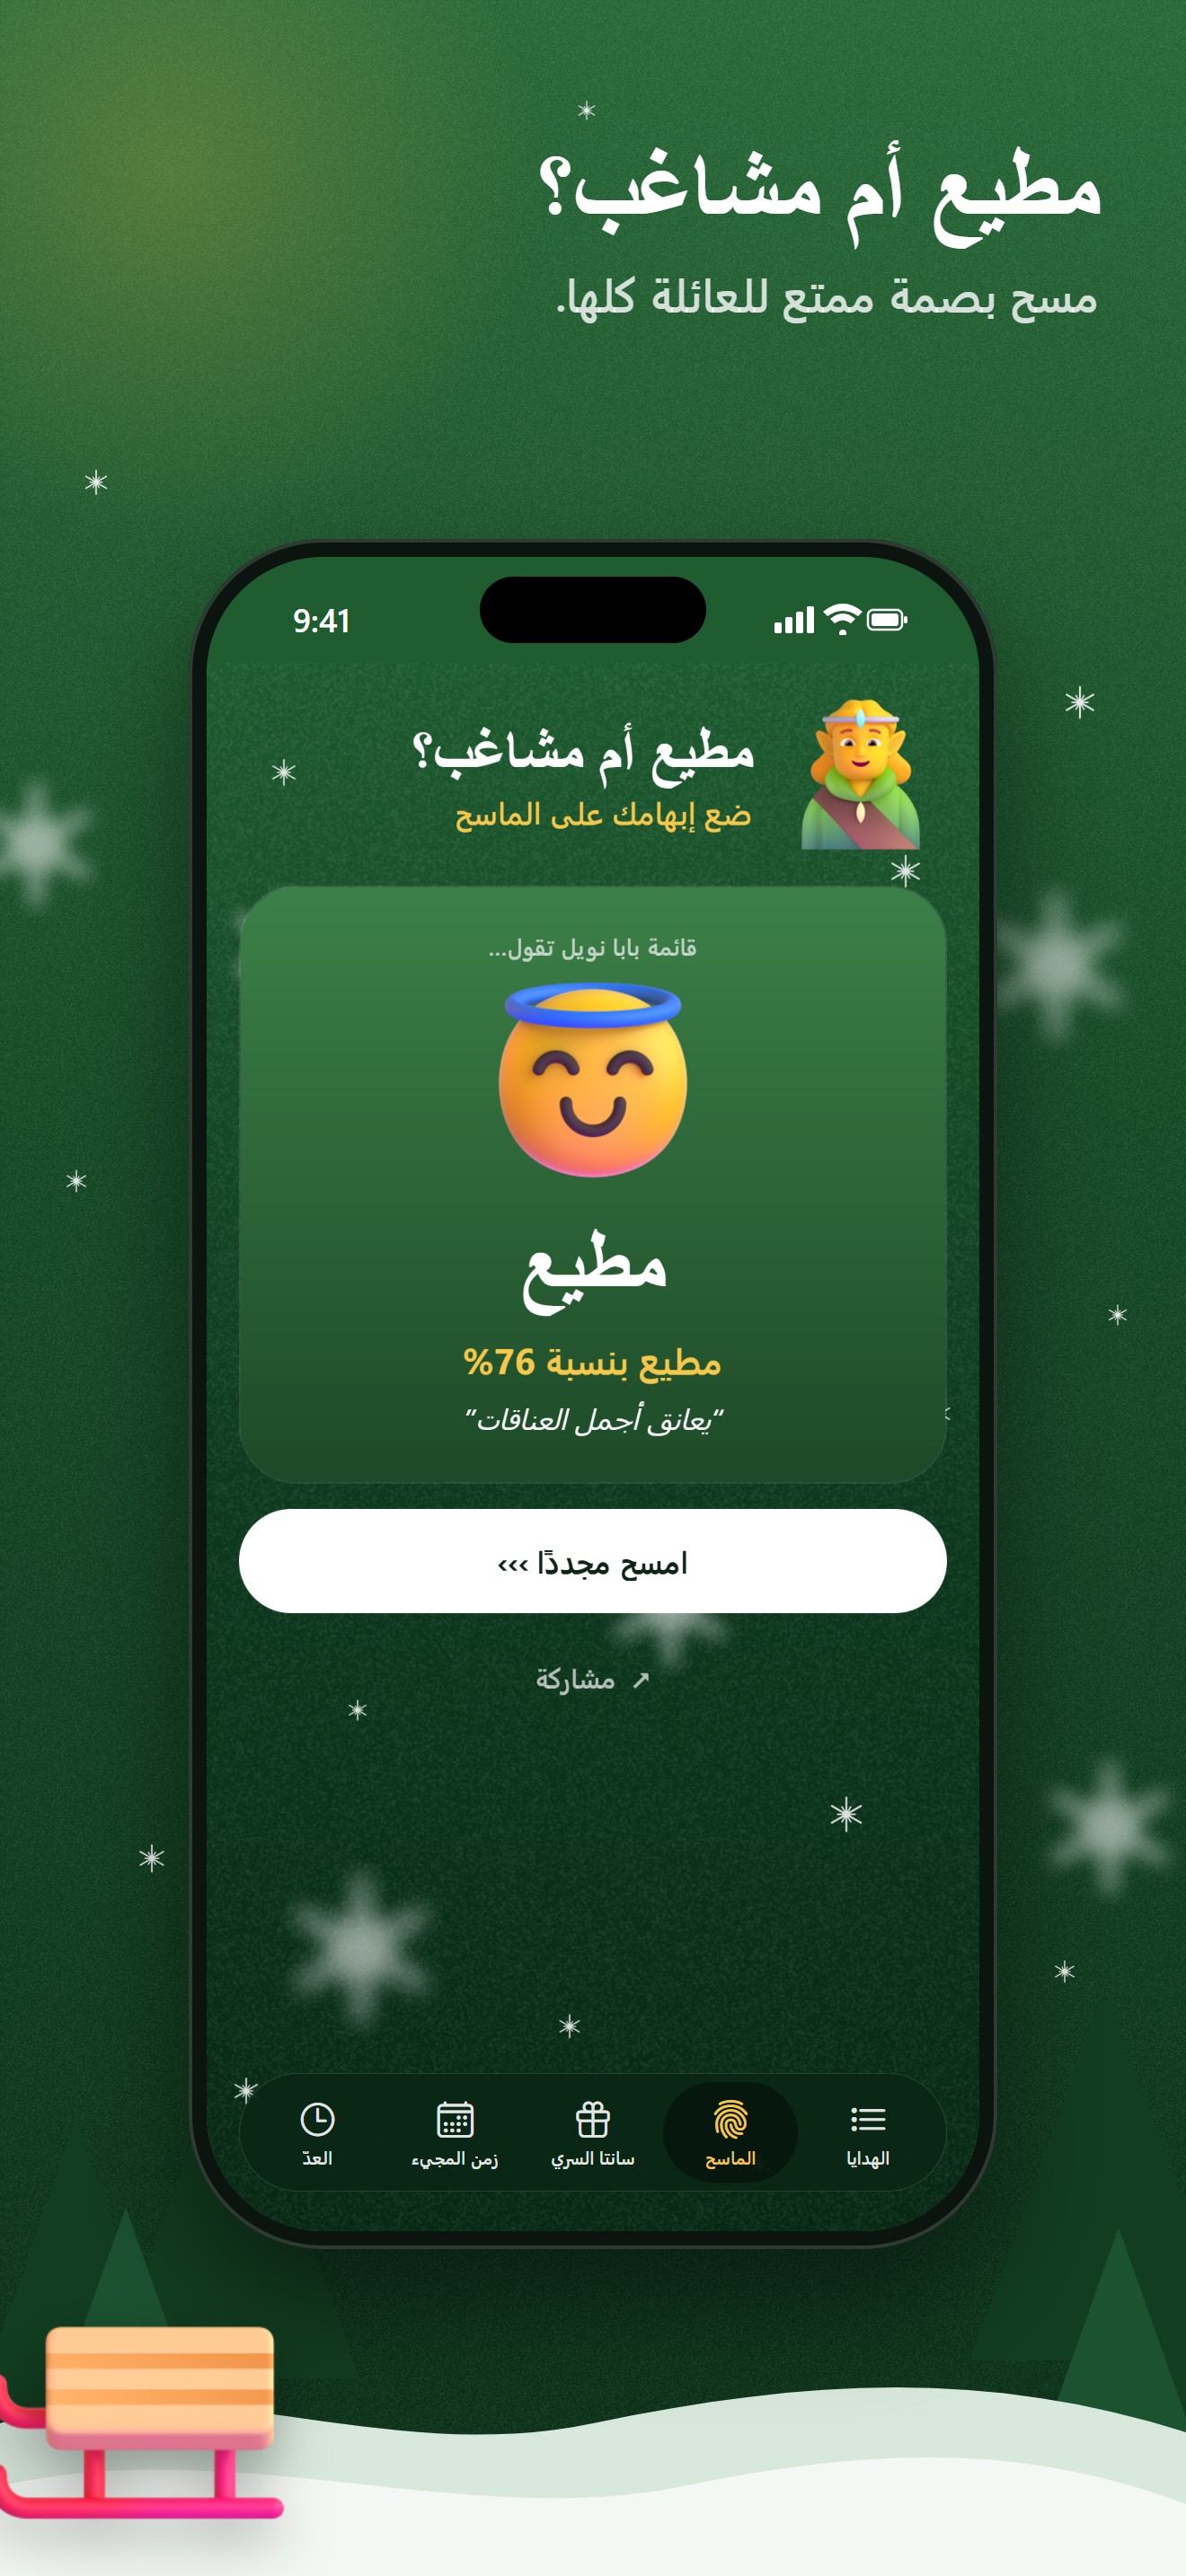 مطيع أم مشاغب؟
مسح بصمة ممتع للعائلة كلها.
9:41
مطيع أم مشاغب؟
ضع إبهامك على الماسح
قائمة بابا نويل تقول...
مطيع
مطيع بنسبة 76%
“يعانق أجمل العناقات”
امسح مجددًا ›››
↗ مشاركة
الهدايا
الماسح
سانتا السري
زمن المجيء
العدّ